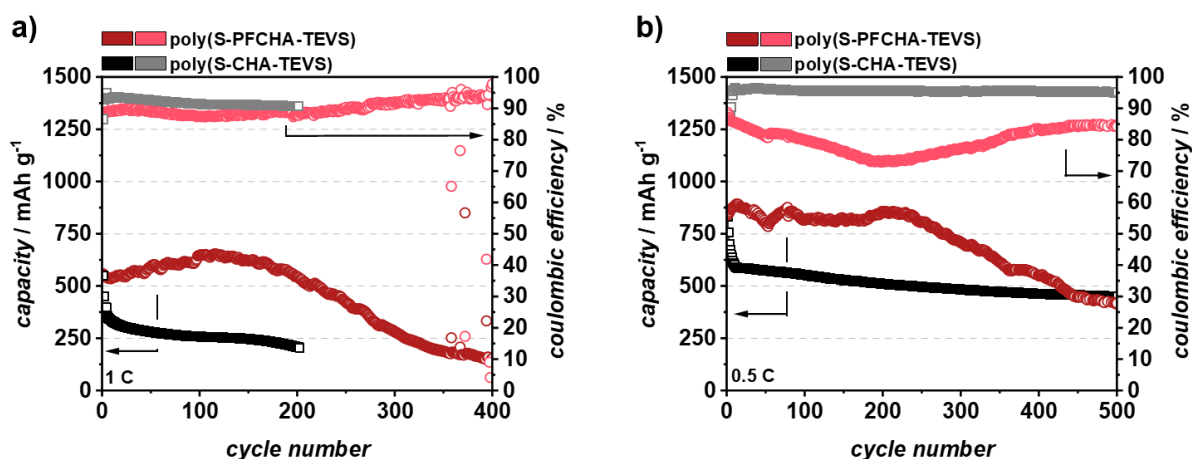 a)
poly(S-PFCHA-TEVS)
poly(S-CHA-TEVS)
1500
1250
1000
750
500
250
0
capacity / mAh g-1
100
90
80
70
60
50
40
30
20
10
0
coulombic efficiency / %
1 C
0 100 200 300 400
cycle number
b)
poly(S-PFCHA-TEVS)
poly(S-CHA-TEVS)
1500
1250
1000
750
500
250
0
capacity / mAh g-1
100
90
80
70
60
50
40
30
20
10
0
coulombic efficiency / %
0.5 C
0 100 200 300 400 500
cycle number